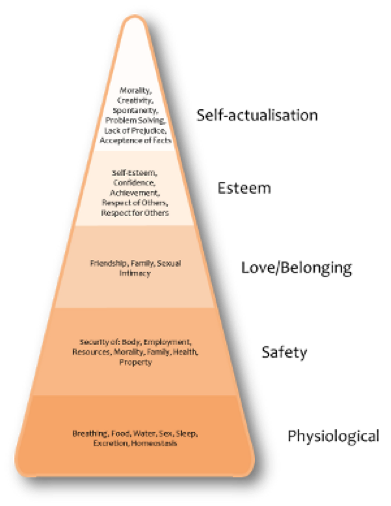 Morality,
Creativity,
Spontaneity,
Problem Solving,
Lack of Prejudice,
Acceptance of Facts
Self-actualisation
Self-Esteem,
Confidence,
Achievement,
Respect of Others,
Respect for Others
Esteem
Friendship, Family, Sexual
Intimacy
Love/Belonging
Security of: Body, Employment,
Resources, Morality, Family, Health,
Property
Safety
Breathing, Food, Water, Sex, Sleep,
Excretion, Homeostasis
Physiological